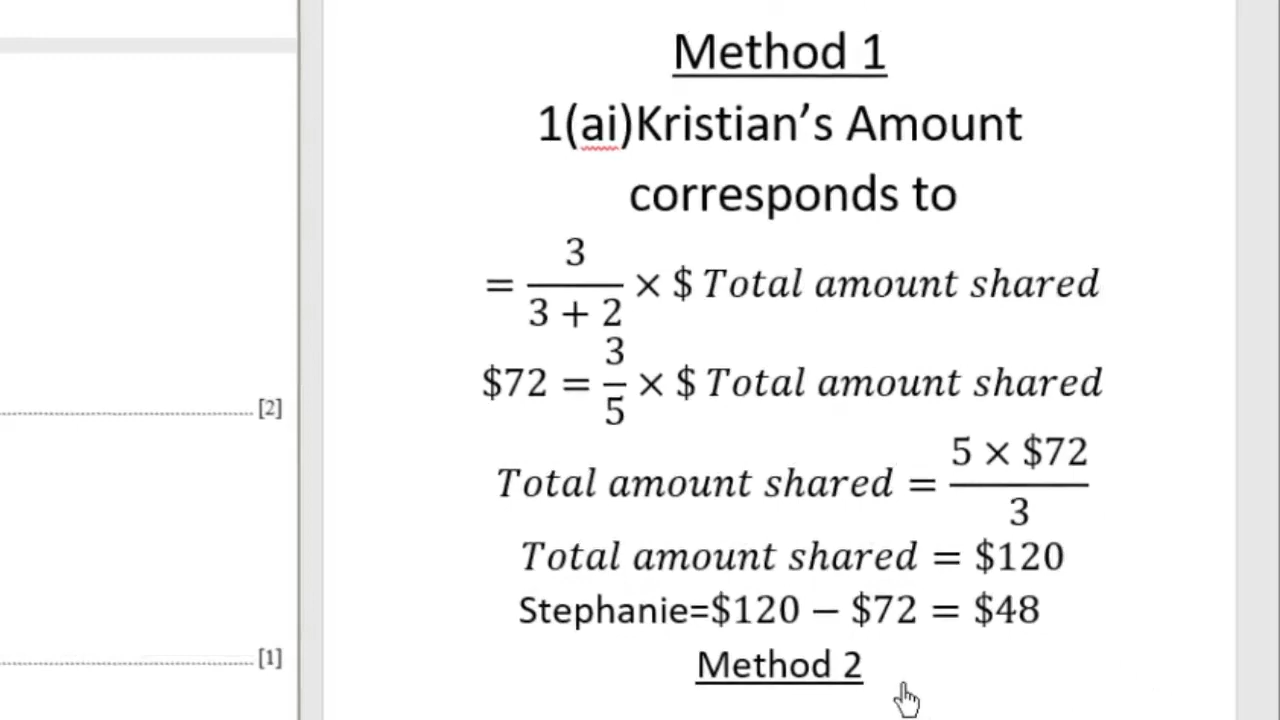 Method 1
1(ai)Kristian's Amount
corresponds to
= 3/(3 + 2) × $ Total amount shared
$72 = 3/5 × $ Total amount shared
Total amount shared = (5 × $72)/3
Total amount shared = $120
Stephanie=$120 − $72 = $48
Method 2
[2]
[1]